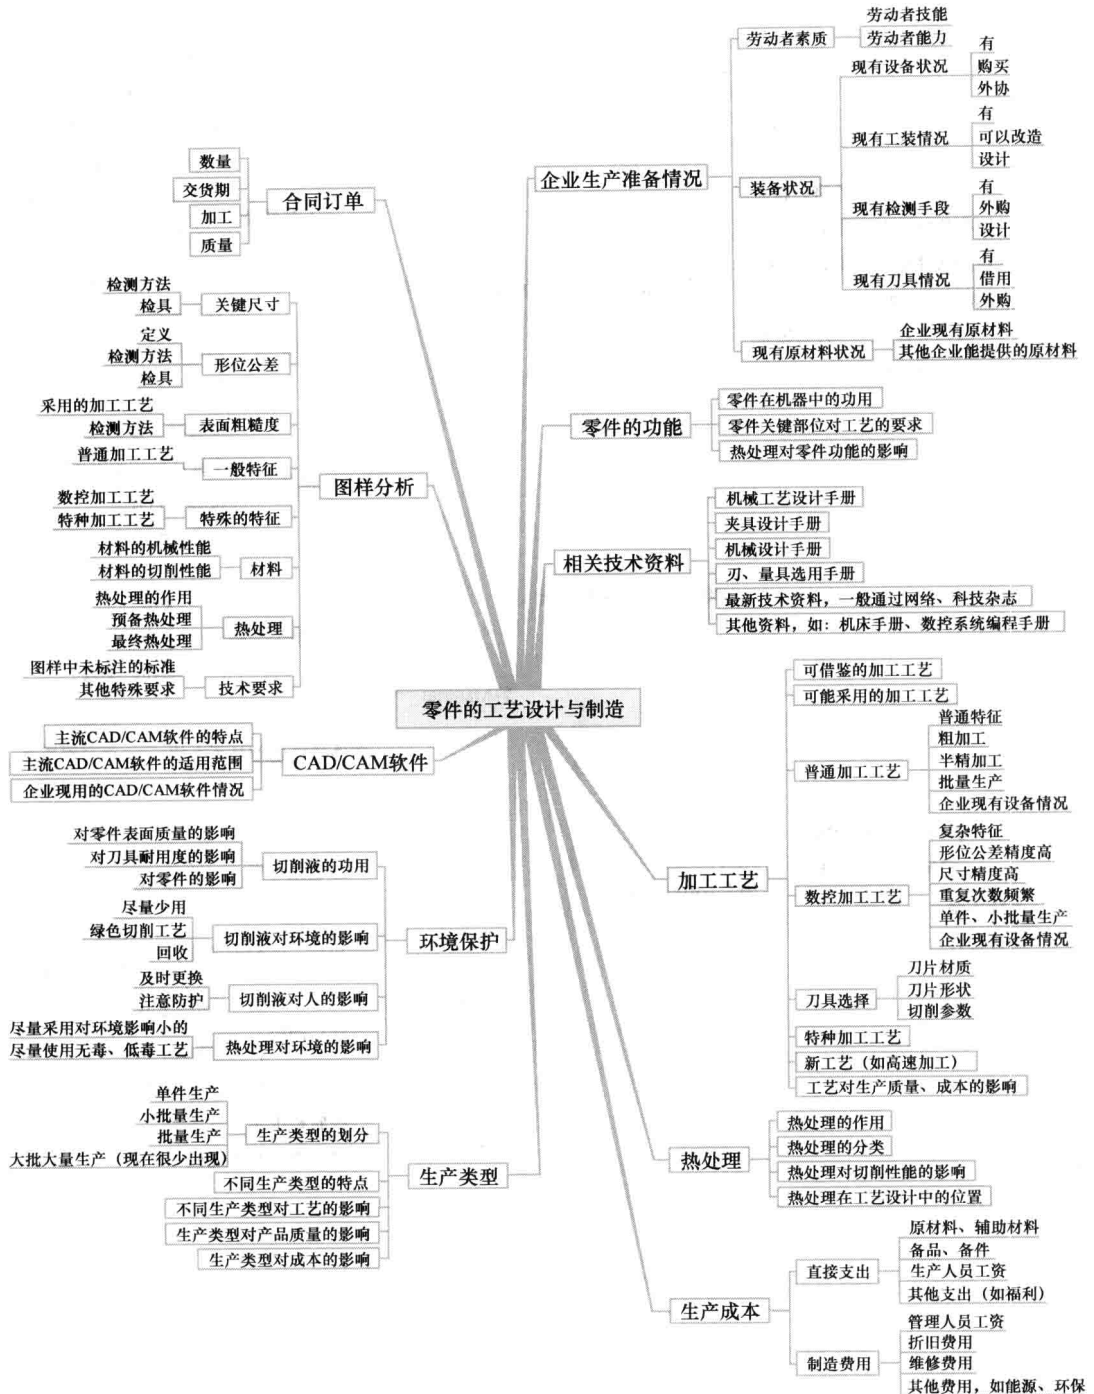 零件的工艺设计与制造
合同订单
数量
交货期
加工
质量
图样分析
关键尺寸
检测方法
检具
形位公差
定义
检测方法
检具
表面粗糙度
采用的加工工艺
检测方法
一般特征
普通加工工艺
特殊的特征
数控加工工艺
特种加工工艺
材料
材料的机械性能
材料的切削性能
热处理
热处理的作用
预备热处理
最终热处理
技术要求
图样中未标注的标准
其他特殊要求
CAD/CAM软件
主流CAD/CAM软件的特点
主流CAD/CAM软件的适用范围
企业现用的CAD/CAM软件情况
环境保护
切削液的功用
对零件表面质量的影响
对刀具耐用度的影响
对零件的影响
切削液对环境的影响
尽量少用
绿色切削工艺
回收
切削液对人的影响
及时更换
注意防护
热处理对环境的影响
尽量采用对环境影响小的
尽量使用无毒、低毒工艺
生产类型
生产类型的划分
单件生产
小批量生产
批量生产
大批大量生产（现在很少出现）
不同生产类型的特点
不同生产类型对工艺的影响
生产类型对产品质量的影响
生产类型对成本的影响
企业生产准备情况
劳动者素质
劳动者技能
劳动者能力
装备状况
现有设备状况
有
购买
外协
现有工装情况
有
可以改造
设计
现有检测手段
有
外购
设计
现有刀具情况
有
借用
外购
现有原材料状况
企业现有原材料
其他企业能提供的原材料
零件的功能
零件在机器中的功用
零件关键部位对工艺的要求
热处理对零件功能的影响
相关技术资料
机械工艺设计手册
夹具设计手册
机械设计手册
刃、量具选用手册
最新技术资料，一般通过网络、科技杂志
其他资料，如：机床手册、数控系统编程手册
加工工艺
可借鉴的加工工艺
可能采用的加工工艺
普通加工工艺
普通特征
粗加工
半精加工
批量生产
企业现有设备情况
数控加工工艺
复杂特征
形位公差精度高
尺寸精度高
重复次数频繁
单件、小批量生产
企业现有设备情况
刀具选择
刀片材质
刀片形状
切削参数
特种加工工艺
新工艺（如高速加工）
工艺对生产质量、成本的影响
热处理
热处理的作用
热处理的分类
热处理对切削性能的影响
热处理在工艺设计中的位置
生产成本
直接支出
原材料、辅助材料
备品、备件
生产人员工资
其他支出（如福利）
制造费用
管理人员工资
折旧费用
维修费用
其他费用，如能源、环保